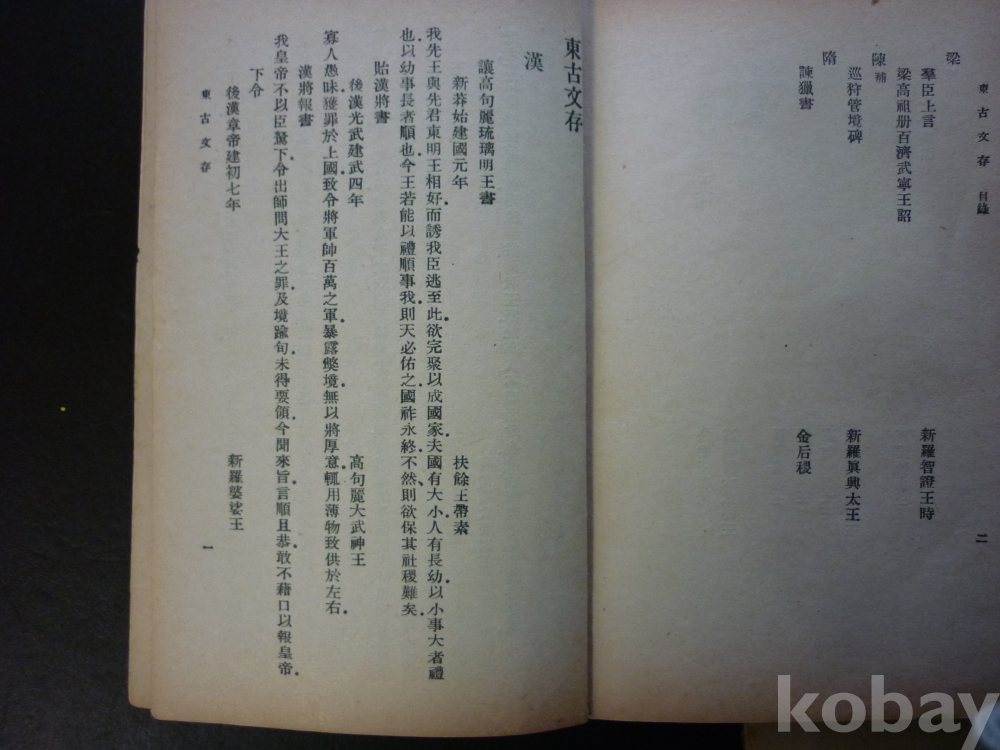 東古文存 目錄
梁
羣臣上言 新羅智證王時
梁高祖册百濟武寧王詔
陳補
巡狩管境碑 新羅眞興太王
隋
諫獵書 金后稷
二
東古文存
漢
讓高句麗琉璃明王書
新莽始建國元年 扶餘王帶素
我先王與先君東明王相好而誘我臣逃至此欲完聚以成國家夫國有大小人有長幼以小事大者禮
也以幼事長者順也今王若能以禮順事我則天必佑之國祚永終不然則欲保其社稷難矣
貽漢將書
後漢光武建武四年 高句麗大武神王
寡人愚昧獲罪於上國致令將軍帥百萬之軍暴露獘境無以將厚意輒用薄物致供於左右
漢將報書
我皇帝不以臣駑下令出師問大王之罪及境踰旬未得要領今聞來旨言順且恭敢不藉口以報皇帝
下令
後漢章帝建初七年 新羅婆娑王
東古文存
一
kobay